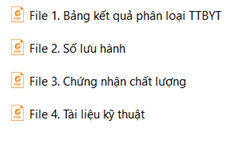 File 1. Bảng kết quả phân loại TTBYT
File 2. Số lưu hành
File 3. Chứng nhận chất lượng
File 4. Tài liệu kỹ thuật